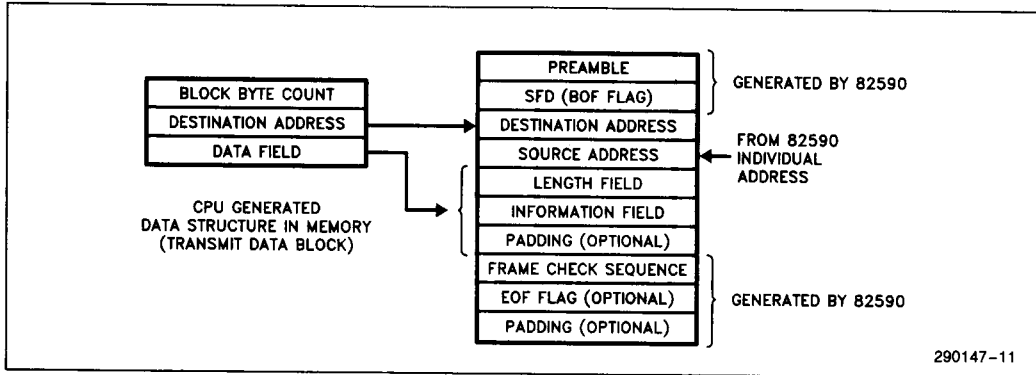 BLOCK BYTE COUNT
DESTINATION ADDRESS
DATA FIELD
CPU GENERATED
DATA STRUCTURE IN MEMORY
(TRANSMIT DATA BLOCK)
PREAMBLE
SFD (BOF FLAG)
DESTINATION ADDRESS
SOURCE ADDRESS
LENGTH FIELD
INFORMATION FIELD
PADDING (OPTIONAL)
FRAME CHECK SEQUENCE
EOF FLAG (OPTIONAL)
PADDING (OPTIONAL)
GENERATED BY 82590
FROM 82590
INDIVIDUAL
ADDRESS
GENERATED BY 82590
290147-11